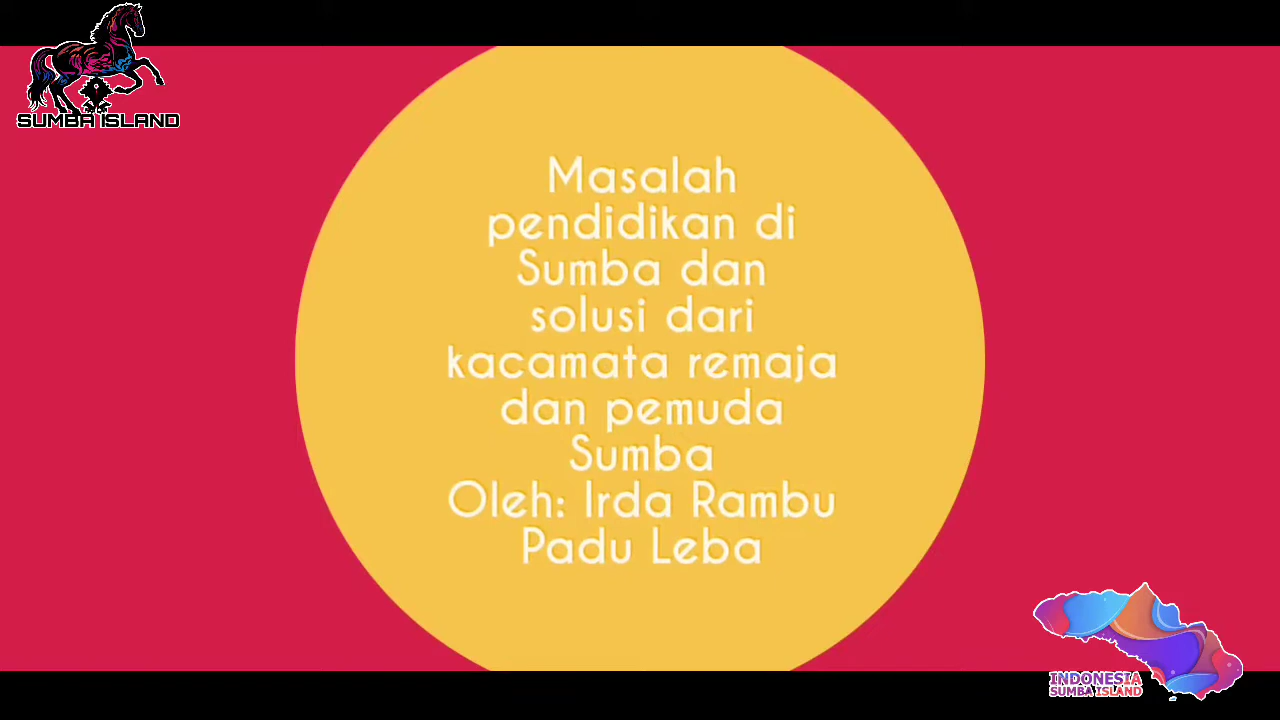 SUMBA ISLAND
Masalah
pendidikan di
Sumba dan
solusi dari
kacamata remaja
dan pemuda
Sumba
Oleh: Irda Rambu
Padu Leba
INDONESIA
SUMBA ISLAND